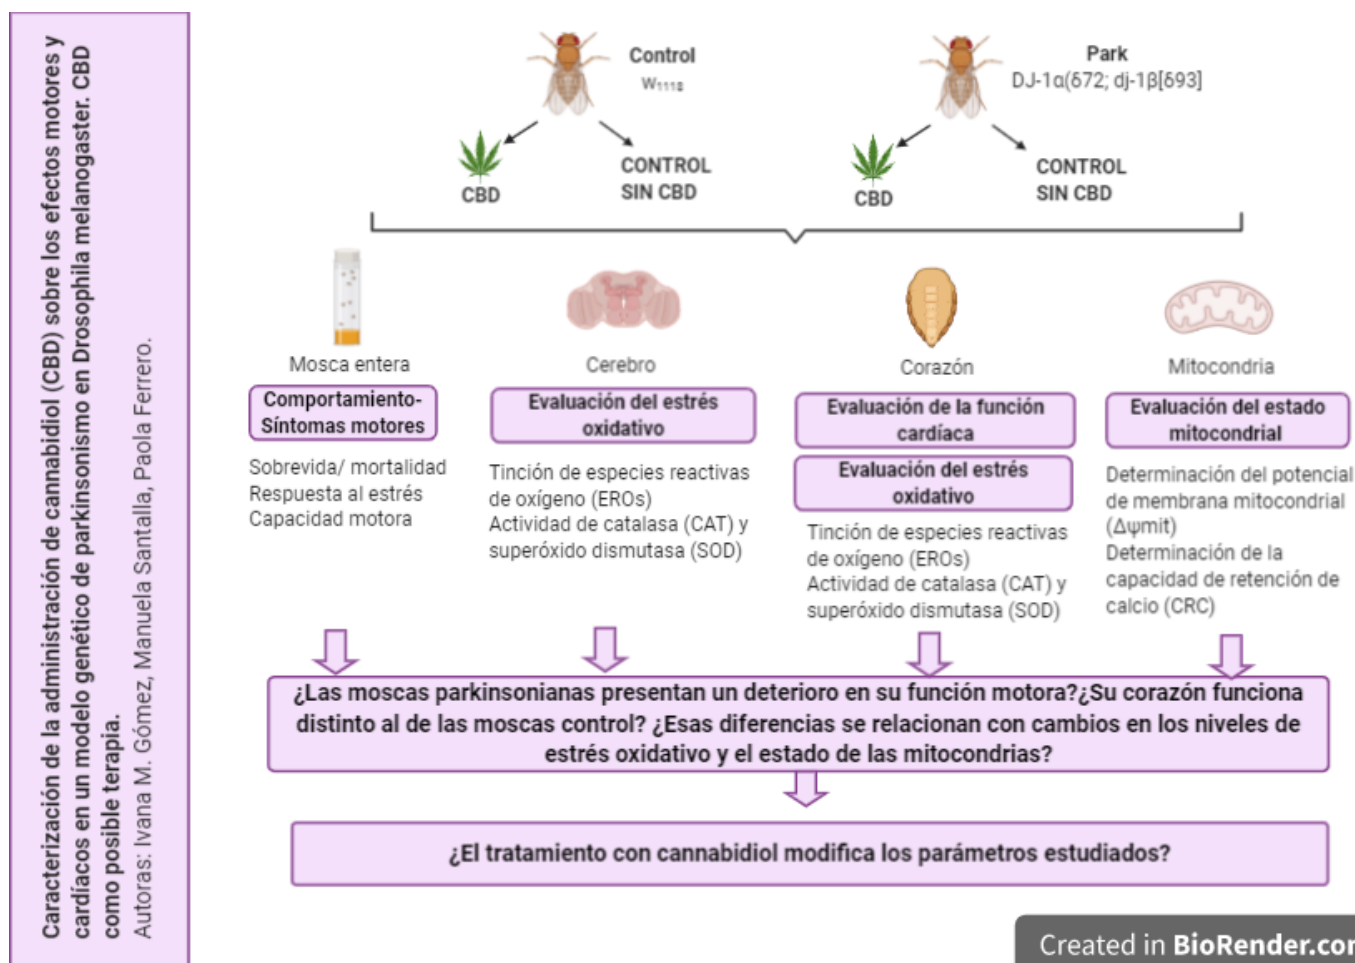 Caracterización de la administración de cannabidiol (CBD) sobre los efectos motores y
cardíacos en un modelo genético de parkinsonismo en Drosophila melanogaster. CBD
como posible terapia.
Autoras: Ivana M. Gómez, Manuela Santalla, Paola Ferrero.
Control
W1118
CBD
CONTROL
SIN CBD
Park
DJ-1α(δ72; dj-1β[δ93]
CBD
CONTROL
SIN CBD
Mosca entera
Comportamiento-
Síntomas motores
Sobrevida/ mortalidad
Respuesta al estrés
Capacidad motora
Cerebro
Evaluación del estrés
oxidativo
Tinción de especies reactivas
de oxígeno (EROs)
Actividad de catalasa (CAT) y
superóxido dismutasa (SOD)
Corazón
Evaluación de la función
cardíaca
Evaluación del estrés
oxidativo
Tinción de especies reactivas
de oxígeno (EROs)
Actividad de catalasa (CAT) y
superóxido dismutasa (SOD)
Mitocondria
Evaluación del estado
mitocondrial
Determinación del potencial
de membrana mitocondrial
(Δψmit)
Determinación de la
capacidad de retención de
calcio (CRC)
¿Las moscas parkinsonianas presentan un deterioro en su función motora?¿Su corazón funciona
distinto al de las moscas control? ¿Esas diferencias se relacionan con cambios en los niveles de
estrés oxidativo y el estado de las mitocondrias?
¿El tratamiento con cannabidiol modifica los parámetros estudiados?
Created in BioRender.com